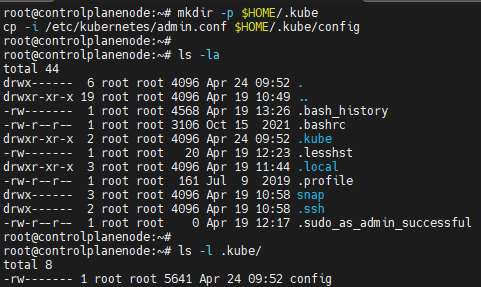 root@controlplanenode:~# mkdir -p $HOME/.kube
cp -i /etc/kubernetes/admin.conf $HOME/.kube/config
root@controlplanenode:~#
root@controlplanenode:~# ls -la
total 44
drwx------  6 root root 4096 Apr 24 09:52 .
drwxr-xr-x 19 root root 4096 Apr 19 10:49 ..
-rw-------  1 root root 4568 Apr 19 13:26 .bash_history
-rw-r--r--  1 root root 3106 Oct 15  2021 .bashrc
drwxr-xr-x  2 root root 4096 Apr 24 09:52 .kube
-rw-------  1 root root   20 Apr 19 12:23 .lesshst
drwxr-xr-x  3 root root 4096 Apr 19 11:44 .local
-rw-r--r--  1 root root  161 Jul  9  2019 .profile
drwx------  3 root root 4096 Apr 19 10:58 snap
drwx------  2 root root 4096 Apr 19 10:58 .ssh
-rw-r--r--  1 root root    0 Apr 19 12:17 .sudo_as_admin_successful
root@controlplanenode:~#
root@controlplanenode:~# ls -l .kube/
total 8
-rw------- 1 root root 5641 Apr 24 09:52 config